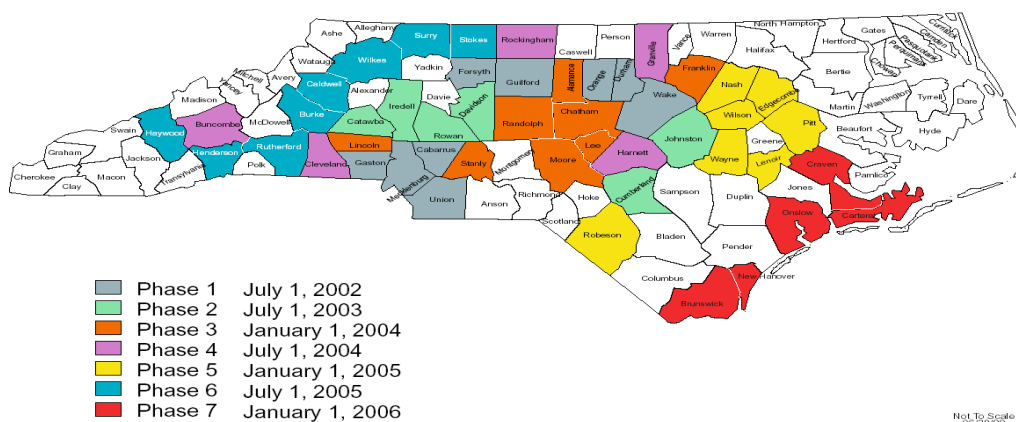 Alleghany
Ashe
Surry
Stokes
Rockingham
Caswell
Person
Granville
Vance
Warren
North Hampton
Halifax
Hertford
Gates
Currituck
Camden
Pasquotank
Perquimans
Chowan
Bertie
Watauga
Wilkes
Yadkin
Forsyth
Guilford
Alamance
Orange
Durham
Franklin
Nash
Edgecombe
Martin
Washington
Tyrrell
Dare
Mitchell
Avery
Yancey
Caldwell
Alexander
Iredell
Davie
Davidson
Randolph
Chatham
Wake
Wilson
Pitt
Beaufort
Hyde
Madison
Buncombe
McDowell
Burke
Catawba
Rowan
Johnston
Greene
Swain
Haywood
Henderson
Rutherford
Lincoln
Cabarrus
Stanly
Montgomery
Moore
Lee
Harnett
Wayne
Lenoir
Craven
Pamlico
Graham
Cherokee
Clay
Macon
Jackson
Transylvania
Polk
Cleveland
Gaston
Mecklenburg
Union
Anson
Richmond
Hoke
Scotland
Cumberland
Sampson
Duplin
Jones
Onslow
Carteret
Robeson
Bladen
Pender
Columbus
Brunswick
New Hanover
Phase 1 July 1, 2002
Phase 2 July 1, 2003
Phase 3 January 1, 2004
Phase 4 July 1, 2004
Phase 5 January 1, 2005
Phase 6 July 1, 2005
Phase 7 January 1, 2006
Not To Scale